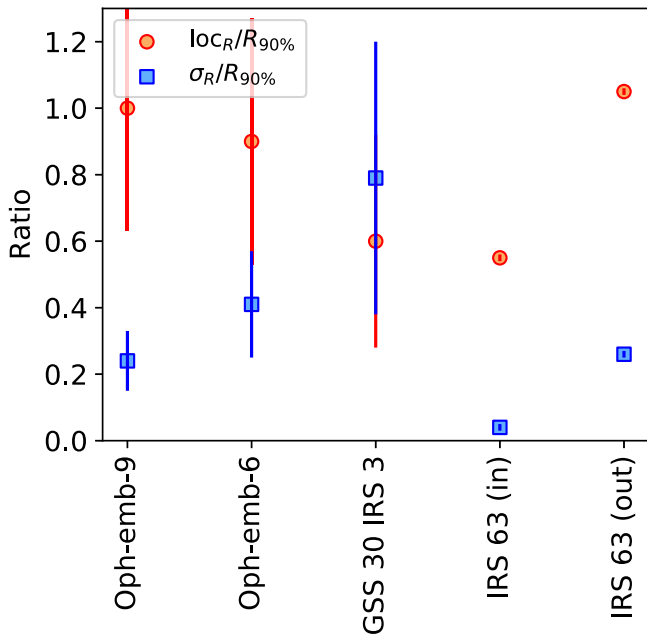 loc_R/R_90%
σ_R/R_90%
Ratio
1.2
1.0
0.8
0.6
0.4
0.2
0.0
Oph-emb-9
Oph-emb-6
GSS 30 IRS 3
IRS 63 (in)
IRS 63 (out)